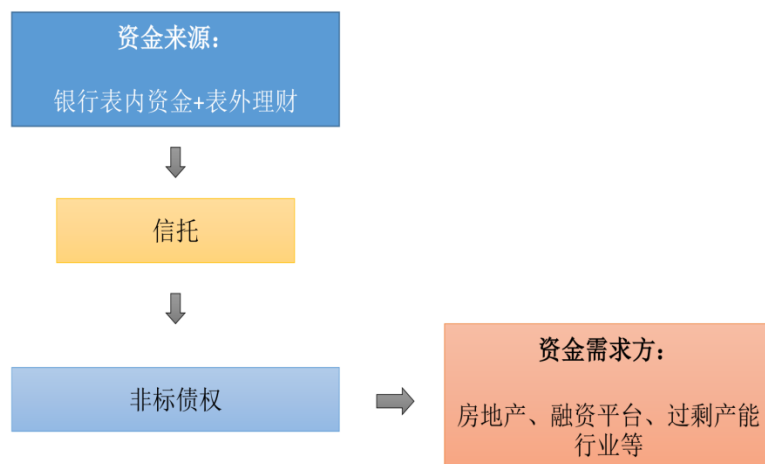 资金来源：
银行表内资金+表外理财
信托
非标债权
资金需求方：
房地产、融资平台、过剩产能
行业等